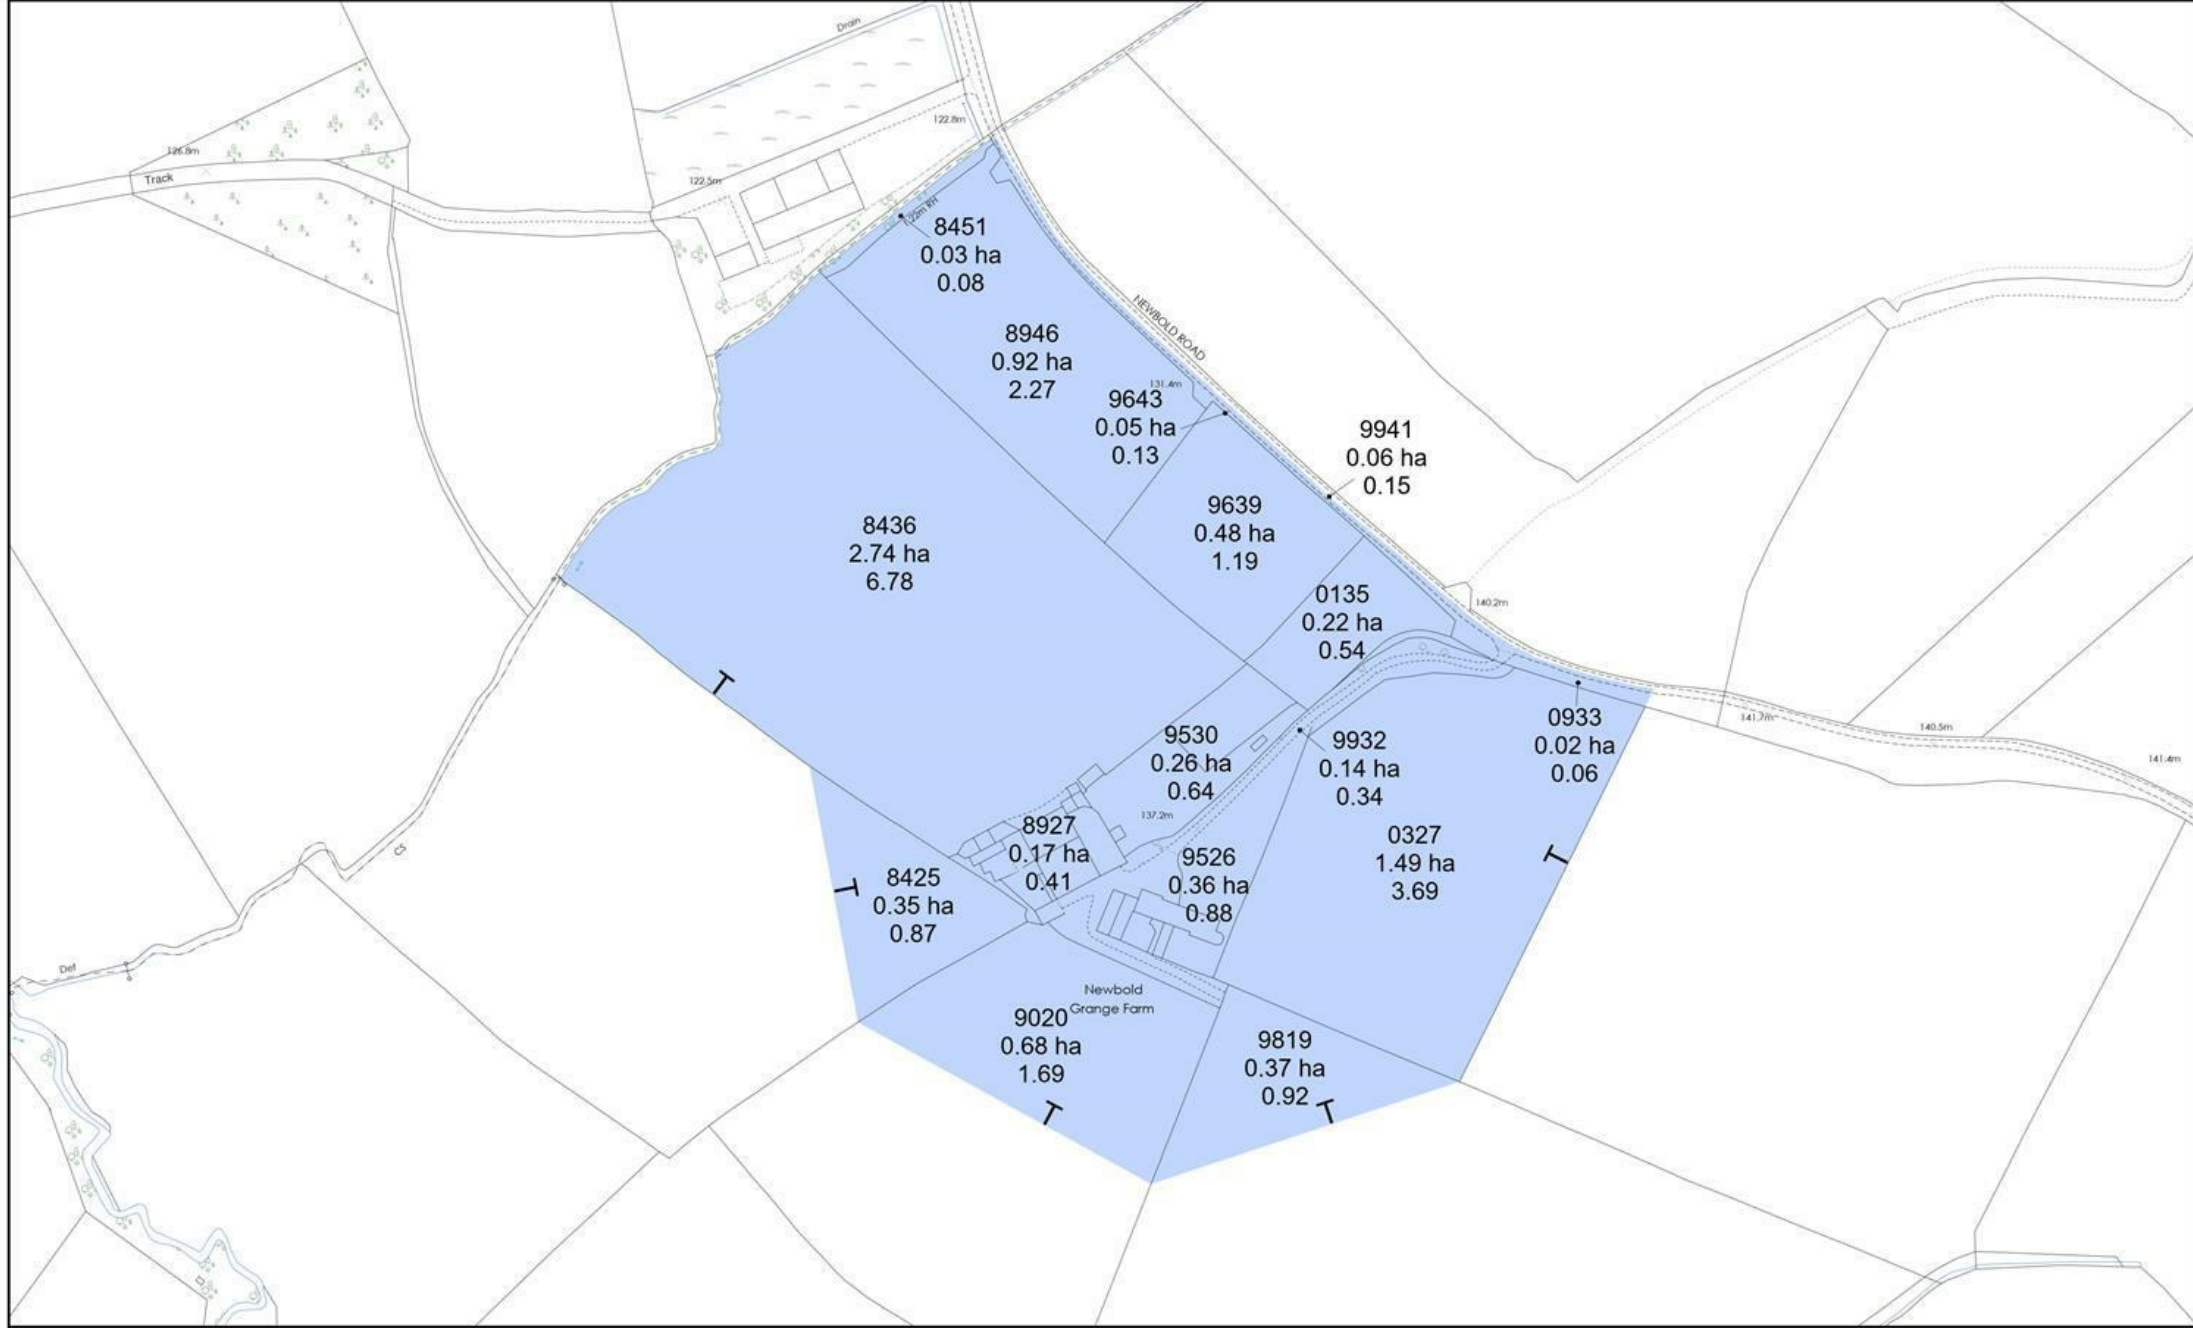 Drain
122.8m
126.8m
Track
122.5m
8451
0.03 ha
0.08
NEWBOLD ROAD
8946
0.92 ha
2.27
131.4m
9643
0.05 ha
0.13
9941
0.06 ha
0.15
9639
0.48 ha
1.19
8436
2.74 ha
6.78
0135
0.22 ha
0.54
140.2m
0933
0.02 ha
0.06
141.7m
140.5m
141.4m
9530
0.26 ha
0.64
9932
0.14 ha
0.34
137.2m
8927
0.17 ha
0.41
0327
1.49 ha
3.69
9526
0.36 ha
0.88
8425
0.35 ha
0.87
CS
Def
Newbold
Grange Farm
9020
0.68 ha
1.69
9819
0.37 ha
0.92